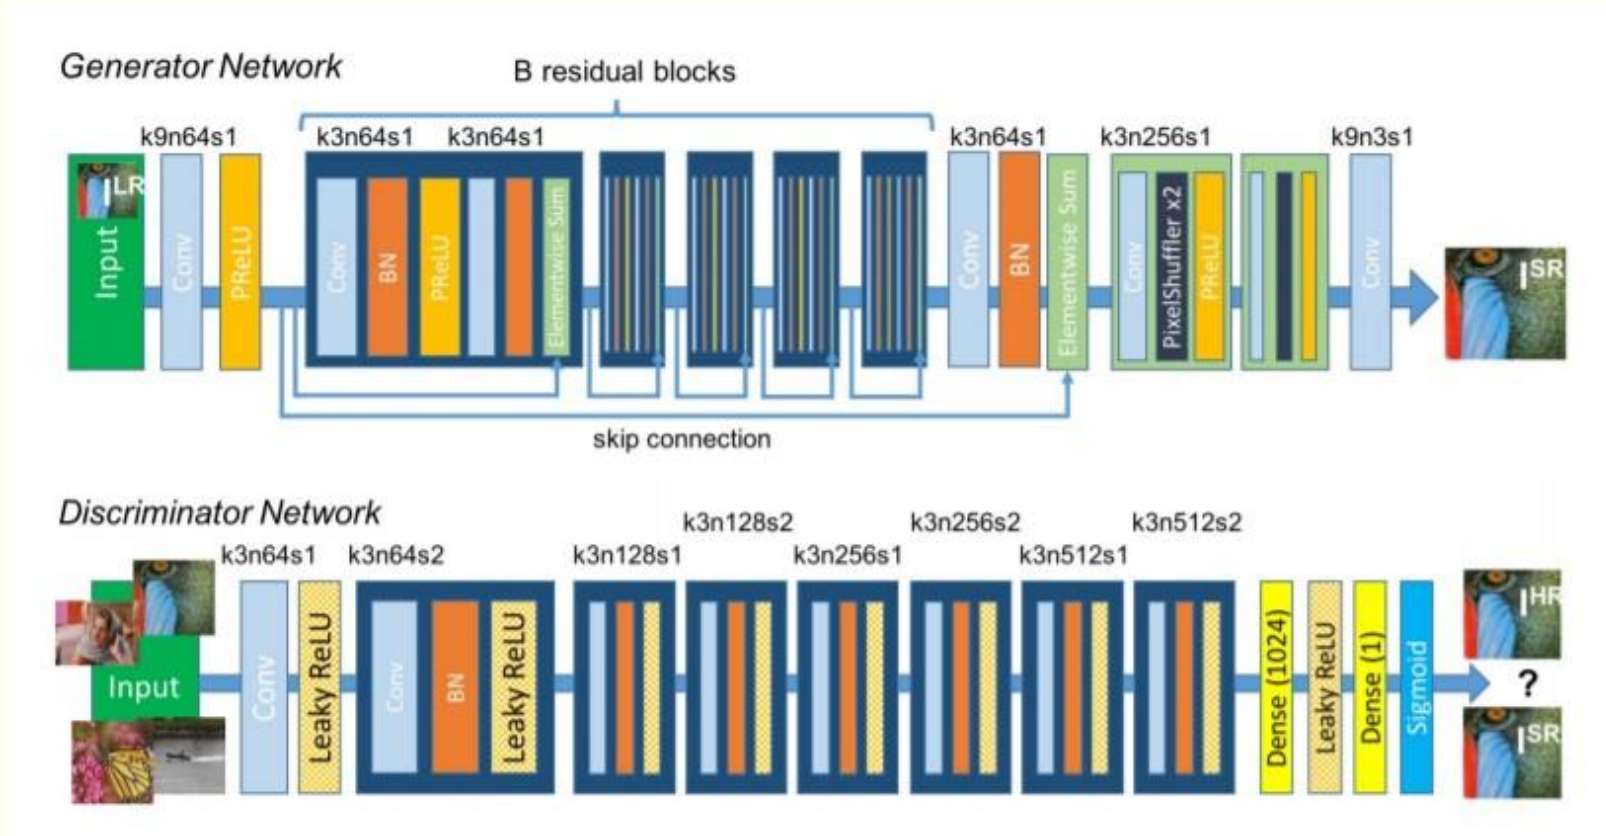 Generator Network
B residual blocks
k9n64s1
k3n64s1
k3n64s1
k3n64s1
k3n256s1
k9n3s1
ILR
Input
Conv
PReLU
Conv
BN
PReLU
Elementwise Sum
Conv
BN
Elementwise Sum
Conv
PixelShuffler x2
PReLU
Conv
ISR
skip connection
Discriminator Network
k3n128s2
k3n256s2
k3n512s2
k3n64s1
k3n64s2
k3n128s1
k3n256s1
k3n512s1
Input
Conv
Leaky ReLU
Conv
BN
Leaky ReLU
Dense (1024)
Leaky ReLU
Dense (1)
Sigmoid
IHR
?
ISR